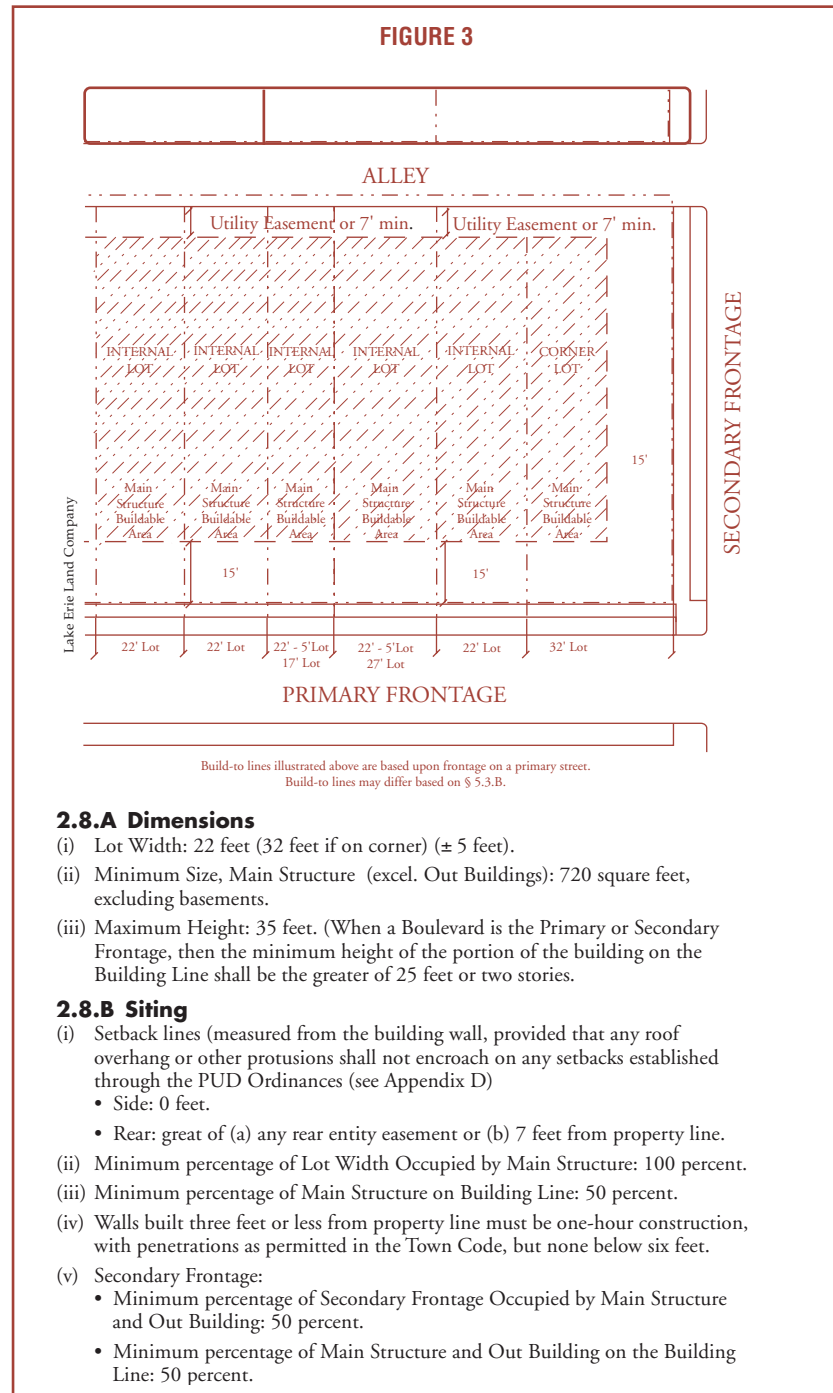 FIGURE 3
ALLEY
Utility Easement or 7' min.
Utility Easement or 7' min.
INTERNAL
LOT
INTERNAL
LOT
INTERNAL
LOT
INTERNAL
LOT
INTERNAL
LOT
CORNER
LOT
SECONDARY FRONTAGE
15'
Main
Structure
Buildable
Area
Main
Structure
Buildable
Area
Main
Structure
Buildable
Area
Main
Structure
Buildable
Area
Main
Structure
Buildable
Area
Main
Structure
Buildable
Area
Lake Erie Land Company
15'
15'
22' Lot
22' Lot
22' - 5'Lot
17' Lot
22' - 5'Lot
27' Lot
22' Lot
32' Lot
PRIMARY FRONTAGE
Build-to lines illustrated above are based upon frontage on a primary street.
Build-to lines may differ based on § 5.3.B.
2.8.A Dimensions
(i) Lot Width: 22 feet (32 feet if on corner) (± 5 feet).
(ii) Minimum Size, Main Structure (excel. Out Buildings): 720 square feet,
excluding basements.
(iii) Maximum Height: 35 feet. (When a Boulevard is the Primary or Secondary
Frontage, then the minimum height of the portion of the building on the
Building Line shall be the greater of 25 feet or two stories.
2.8.B Siting
(i) Setback lines (measured from the building wall, provided that any roof
overhang or other protusions shall not encroach on any setbacks established
through the PUD Ordinances (see Appendix D)
• Side: 0 feet.
• Rear: great of (a) any rear entity easement or (b) 7 feet from property line.
(ii) Minimum percentage of Lot Width Occupied by Main Structure: 100 percent.
(iii) Minimum percentage of Main Structure on Building Line: 50 percent.
(iv) Walls built three feet or less from property line must be one-hour construction,
with penetrations as permitted in the Town Code, but none below six feet.
(v) Secondary Frontage:
• Minimum percentage of Secondary Frontage Occupied by Main Structure
and Out Building: 50 percent.
• Minimum percentage of Main Structure and Out Building on the Building
Line: 50 percent.